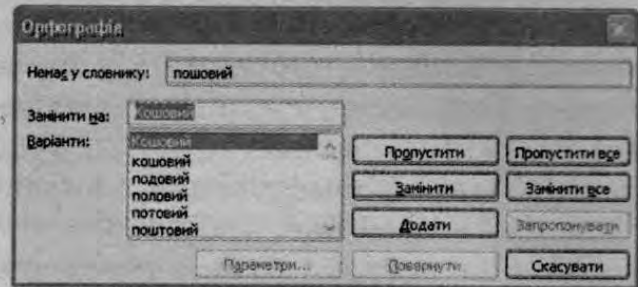 Орфографія
Немає у словнику: пошовий
Замінити на: Кошовий
Варіанти: Кошовий
кошовий
подовий
половий
потовий
поштовий
Пропустити Пропустити все
Замінити Замінити все
Додати Запропонувати
Параметри... Повернути Скасувати